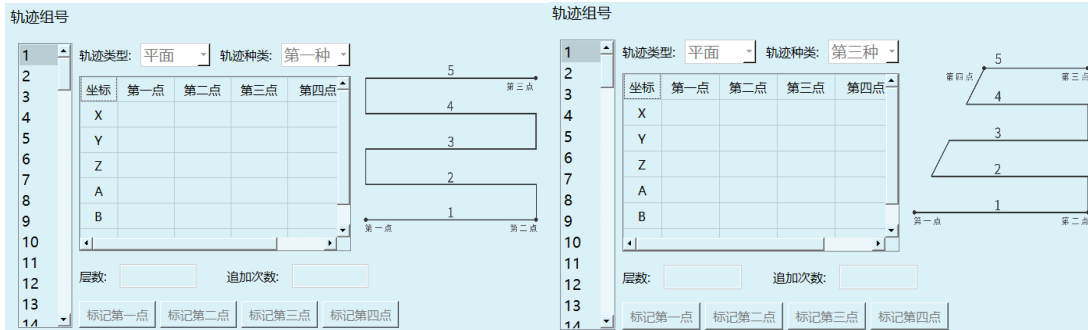 轨迹组号
1
2
3
4
5
6
7
8
9
10
11
12
13
14
轨迹类型: 平面 轨迹种类: 第一种
坐标 第一点 第二点 第三点 第四点
X
Y
Z
A
B
层数: 追加次数:
标记第一点 标记第二点 标记第三点 标记第四点
5
第三点
4
3
2
1
第一点 第二点
轨迹组号
1
2
3
4
5
6
7
8
9
10
11
12
13
14
轨迹类型: 平面 轨迹种类: 第三种
坐标 第一点 第二点 第三点 第四点
X
Y
Z
A
B
层数: 追加次数:
标记第一点 标记第二点 标记第三点 标记第四点
5
第四点 第三点
4
3
2
1
第一点 第二点